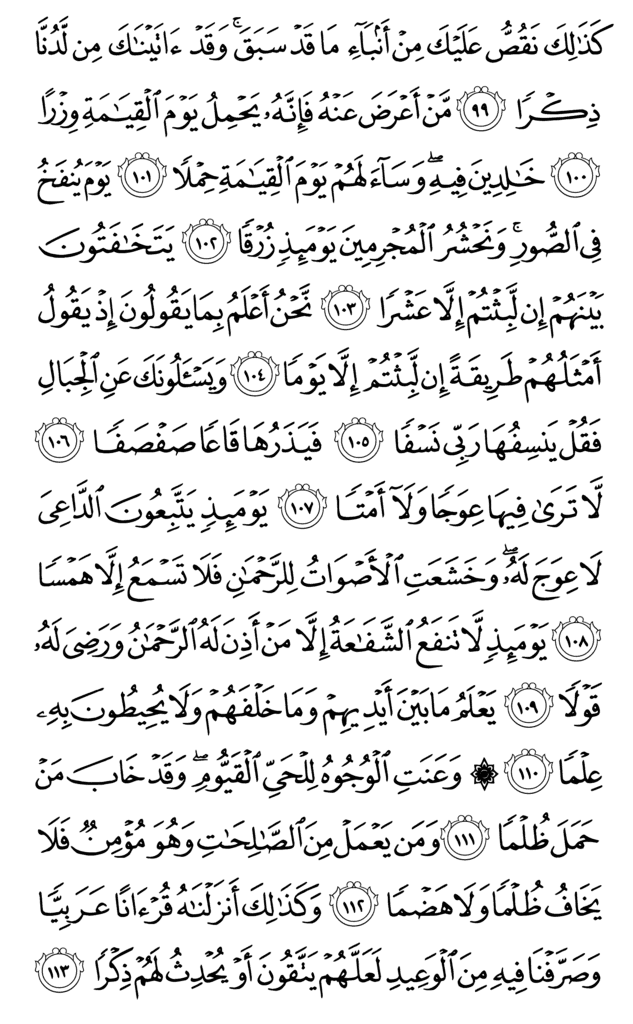 كَذَٰلِكَ نَقُصُّ عَلَيْكَ مِنْ أَنۢبَآءِ مَا قَدْ سَبَقَ ۚ وَقَدْ ءَاتَيْنَٰكَ مِن لَّدُنَّا
ذِكْرًا ﴿٩٩﴾ مَّنْ أَعْرَضَ عَنْهُ فَإِنَّهُۥ يَحْمِلُ يَوْمَ ٱلْقِيَٰمَةِ وِزْرًا
﴿١٠٠﴾ خَٰلِدِينَ فِيهِ ۖ وَسَآءَ لَهُمْ يَوْمَ ٱلْقِيَٰمَةِ حِمْلًا ﴿١٠١﴾ يَوْمَ يُنفَخُ
فِى ٱلصُّورِ ۚ وَنَحْشُرُ ٱلْمُجْرِمِينَ يَوْمَئِذٍ زُرْقًا ﴿١٠٢﴾ يَتَخَٰفَتُونَ
بَيْنَهُمْ إِن لَّبِثْتُمْ إِلَّا عَشْرًا ﴿١٠٣﴾ نَّحْنُ أَعْلَمُ بِمَا يَقُولُونَ إِذْ يَقُولُ
أَمْثَلُهُمْ طَرِيقَةً إِن لَّبِثْتُمْ إِلَّا يَوْمًا ﴿١٠٤﴾ وَيَسْـَٔلُونَكَ عَنِ ٱلْجِبَالِ
فَقُلْ يَنسِفُهَا رَبِّى نَسْفًا ﴿١٠٥﴾ فَيَذَرُهَا قَاعًا صَفْصَفًا ﴿١٠٦﴾
لَّا تَرَىٰ فِيهَا عِوَجًا وَلَآ أَمْتًا ﴿١٠٧﴾ يَوْمَئِذٍ يَتَّبِعُونَ ٱلدَّاعِىَ
لَا عِوَجَ لَهُۥ ۖ وَخَشَعَتِ ٱلْأَصْوَاتُ لِلرَّحْمَٰنِ فَلَا تَسْمَعُ إِلَّا هَمْسًا
﴿١٠٨﴾ يَوْمَئِذٍ لَّا تَنفَعُ ٱلشَّفَٰعَةُ إِلَّا مَنْ أَذِنَ لَهُ ٱلرَّحْمَٰنُ وَرَضِىَ لَهُۥ
قَوْلًا ﴿١٠٩﴾ يَعْلَمُ مَا بَيْنَ أَيْدِيهِمْ وَمَا خَلْفَهُمْ وَلَا يُحِيطُونَ بِهِۦ
عِلْمًا ﴿١١٠﴾ ۞ وَعَنَتِ ٱلْوُجُوهُ لِلْحَىِّ ٱلْقَيُّومِ ۖ وَقَدْ خَابَ مَنْ
حَمَلَ ظُلْمًا ﴿١١١﴾ وَمَن يَعْمَلْ مِنَ ٱلصَّٰلِحَٰتِ وَهُوَ مُؤْمِنٌ فَلَا
يَخَافُ ظُلْمًا وَلَا هَضْمًا ﴿١١٢﴾ وَكَذَٰلِكَ أَنزَلْنَٰهُ قُرْءَانًا عَرَبِيًّا
وَصَرَّفْنَا فِيهِ مِنَ ٱلْوَعِيدِ لَعَلَّهُمْ يَتَّقُونَ أَوْ يُحْدِثُ لَهُمْ ذِكْرًا ﴿١١٣﴾